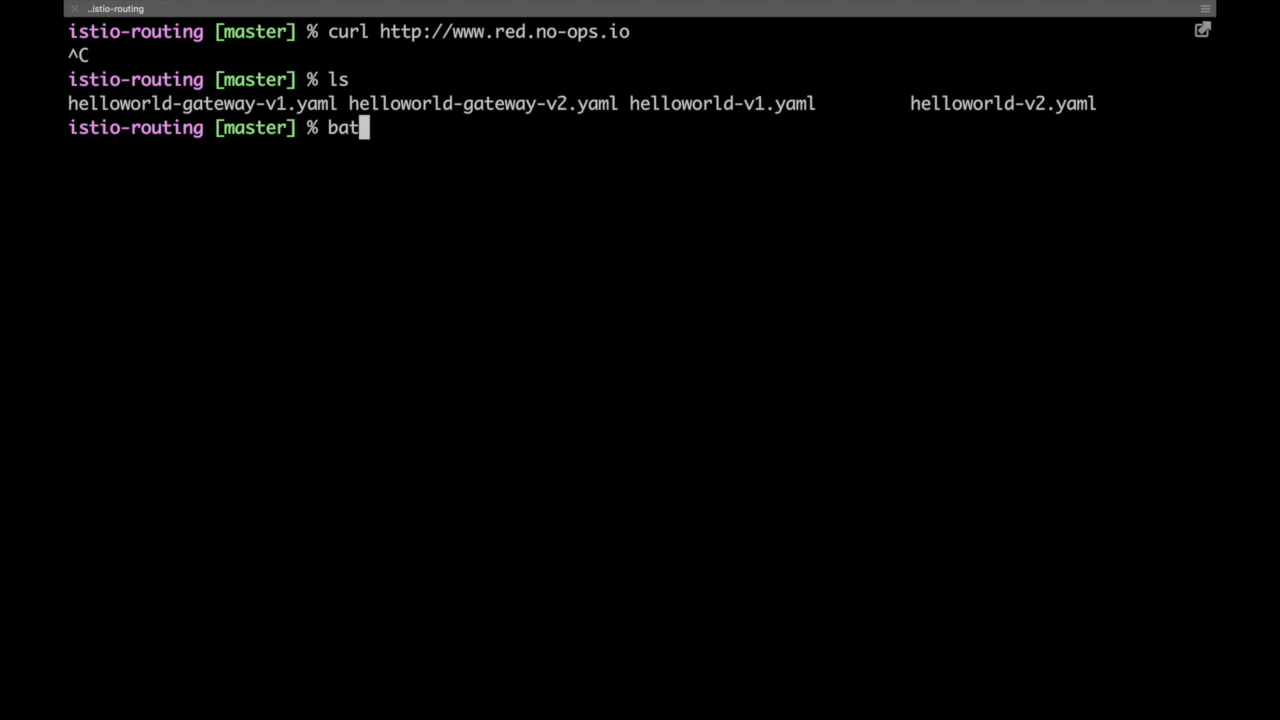 ..istio-routing
istio-routing [master] % curl http://www.red.no-ops.io
^C
istio-routing [master] % ls
helloworld-gateway-v1.yaml helloworld-gateway-v2.yaml helloworld-v1.yaml helloworld-v2.yaml
istio-routing [master] % bat